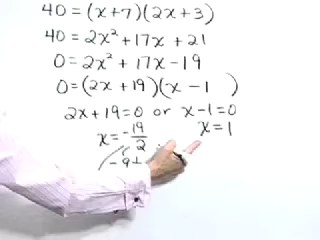 40 = (x+7)(2x+3)
40 = 2x² + 17x + 21
0 = 2x² + 17x - 19
0 = (2x + 19)(x - 1 )
2x + 19 = 0 or x - 1 = 0
x = -19/2 x = 1